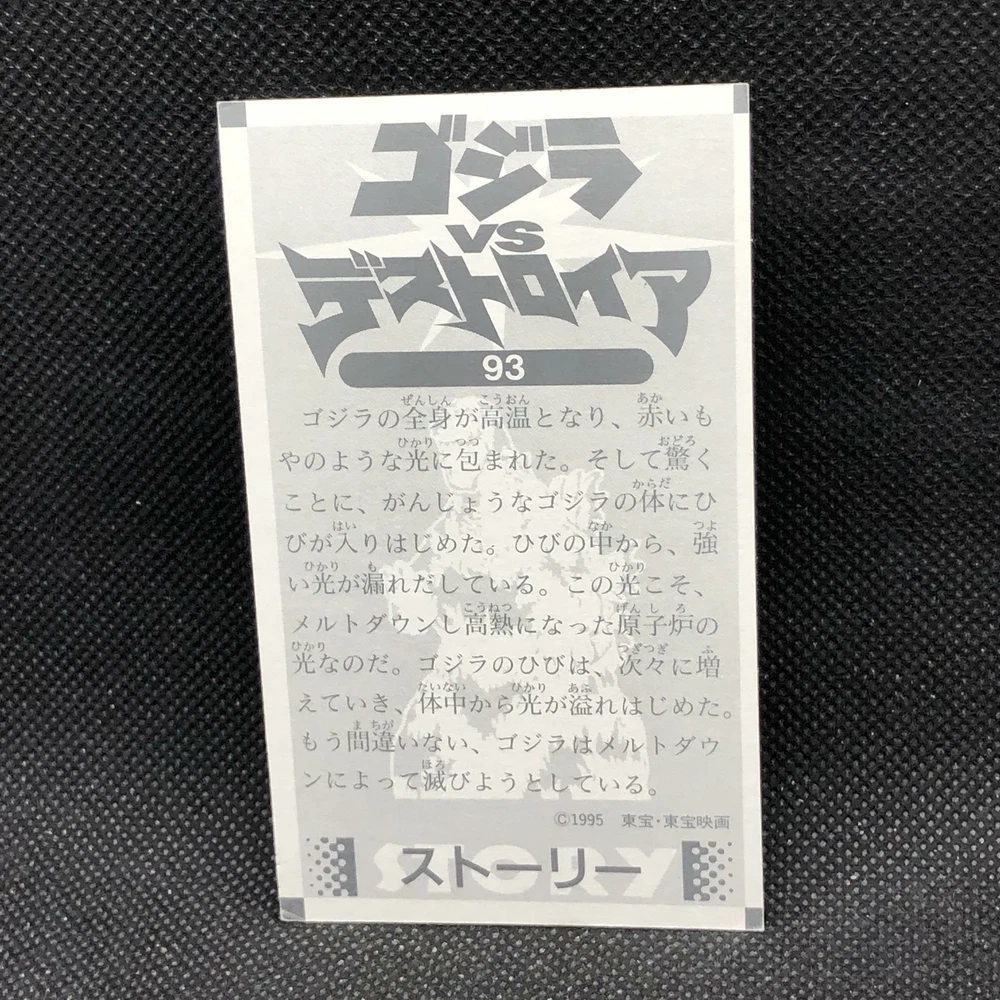 ゴジラ
VS
デストロイア
93
ゴジラの全身が高温となり、赤いも
やのような光に包まれた。そして驚く
ことに、がんじょうなゴジラの体にひ
びが入りはじめた。ひびの中から、強
い光が漏れだしている。この光こそ、
メルトダウンし高熱になった原子炉の
光なのだ。ゴジラのひびは、次々に増
えていき、体中から光が溢れはじめた。
もう間違いない、ゴジラはメルトダウ
ンによって滅びようとしている。
©1995 東宝・東宝映画
STORY
ストーリー